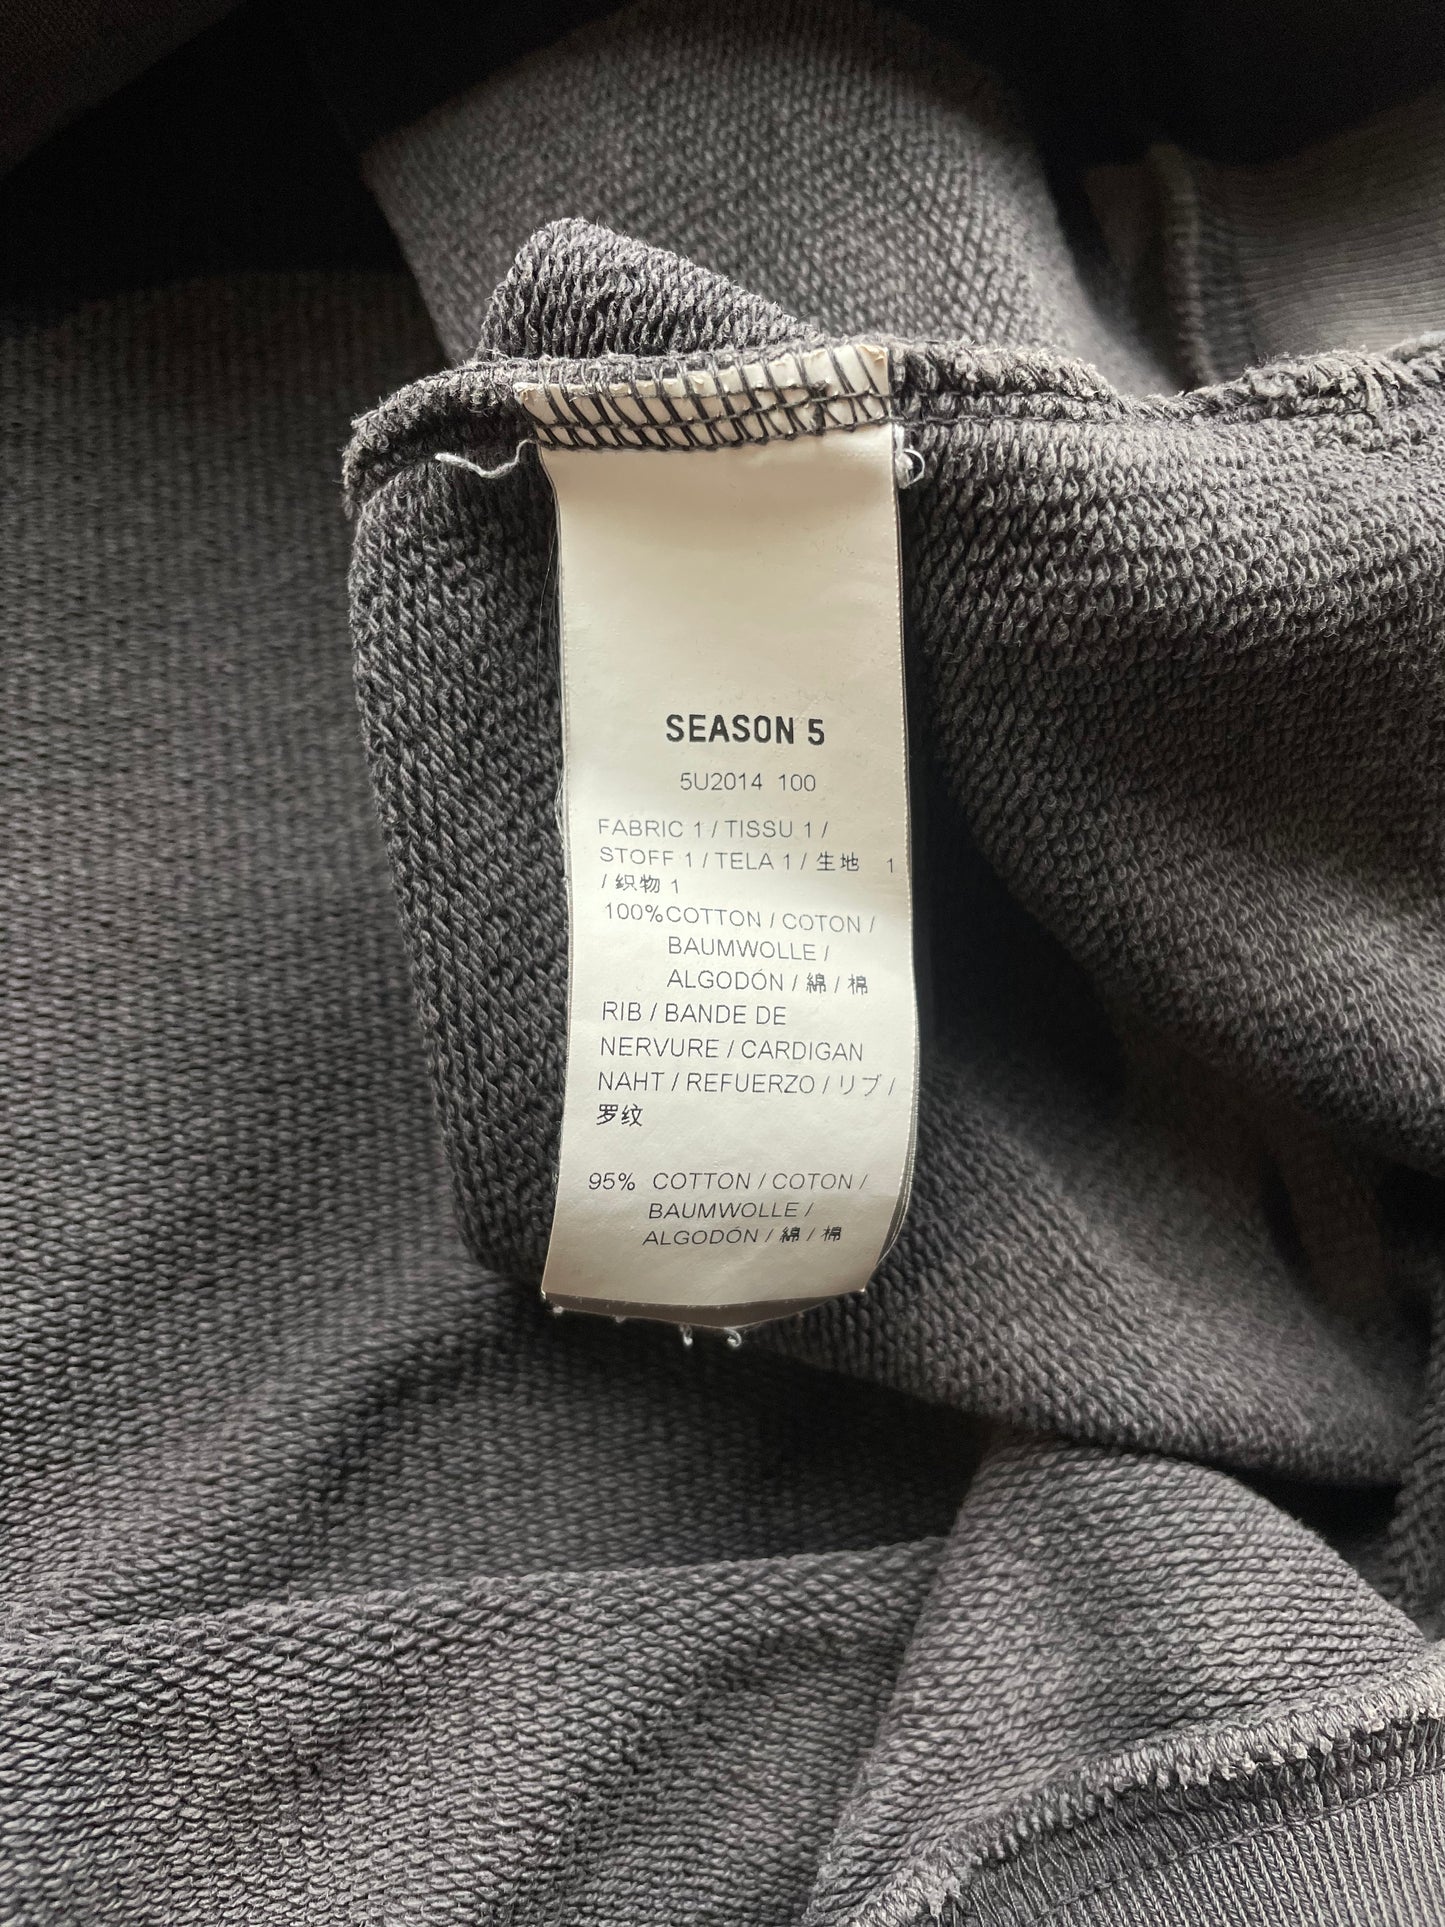 SEASON 5
5U2014 100
FABRIC 1 / TISSU 1 /
STOFF 1 / TELA 1 / 生地 1
/ 织物 1
100%COTTON / COTON /
BAUMWOLLE /
ALGODÓN / 綿 / 棉
RIB / BANDE DE
NERVURE / CARDIGAN
NAHT / REFUERZO / リブ /
罗纹
95% COTTON / COTON /
BAUMWOLLE /
ALGODÓN / 綿 / 棉